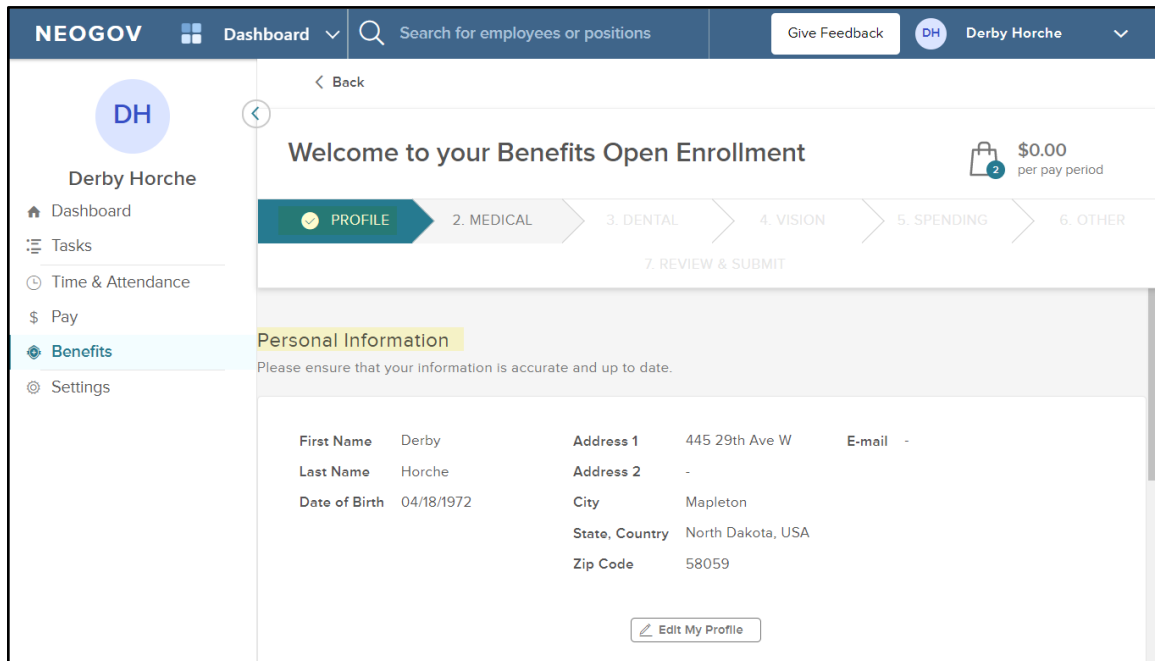 NEOGOV Dashboard Search for employees or positions Give Feedback DH Derby Horche
DH
Derby Horche
Dashboard
Tasks
Time & Attendance
Pay
Benefits
Settings
Back
Welcome to your Benefits Open Enrollment
2
$0.00
per pay period
PROFILE 2. MEDICAL 3. DENTAL 4. VISION 5. SPENDING 6. OTHER
7. REVIEW & SUBMIT
Personal Information
Please ensure that your information is accurate and up to date.
First Name Derby
Last Name Horche
Date of Birth 04/18/1972
Address 1 445 29th Ave W
Address 2 -
City Mapleton
State, Country North Dakota, USA
Zip Code 58059
E-mail -
Edit My Profile